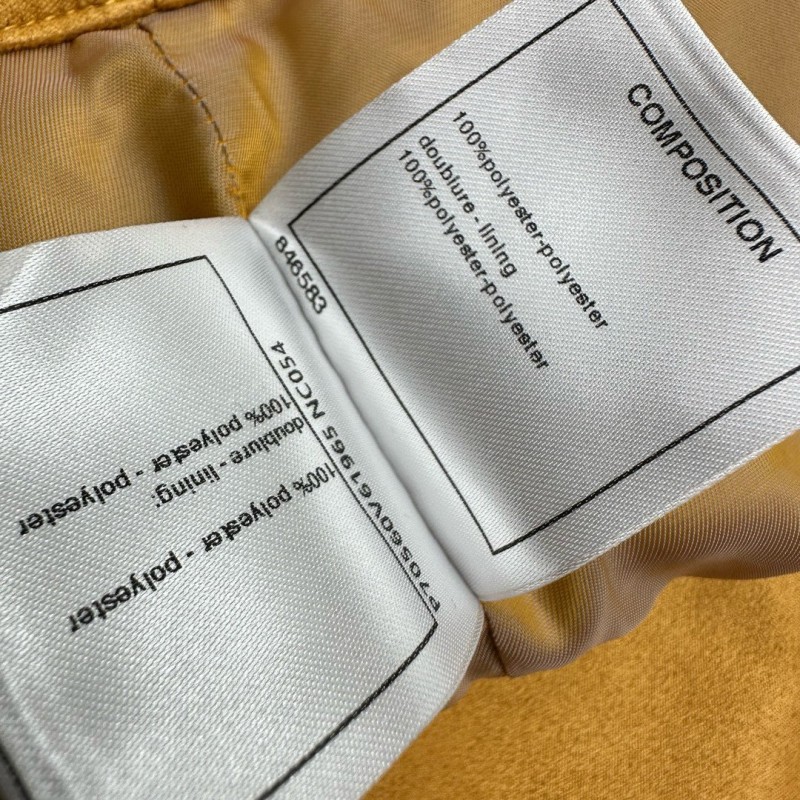 COMPOSITION
100%polyester-polyester
doublure - lining
100%polyester-polyester
846583
P70560V61965 NC054
100% polyester - polyester
doublure - lining:
100% polyester - polyester